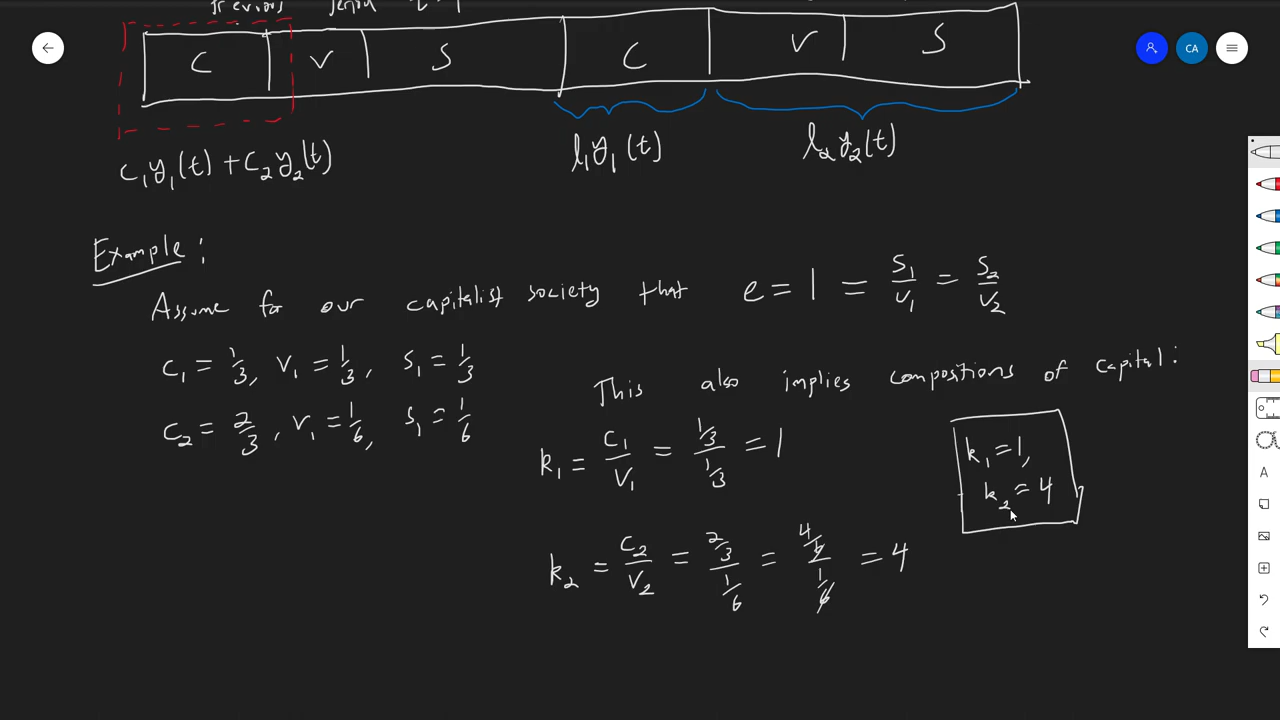 Previous period
C V S C V S
c₁y₁(t) + c₂y₂(t)
l₁y₁(t)
l₂y₂(t)
CA
Example:
Assume for our capitalist society that e = 1 = S₁/V₁ = S₂/V₂
C₁ = 1/3, V₁ = 1/3, S₁ = 1/3
C₂ = 2/3, V₁ = 1/6, S₁ = 1/6
This also implies compositions of capital:
k₁ = C₁/V₁ = (1/3)/(1/3) = 1
k₁ = 1,
k₂ = 4
k₂ = C₂/V₂ = (2/3)/(1/6) = (4/6)/(1/6) = 4
A